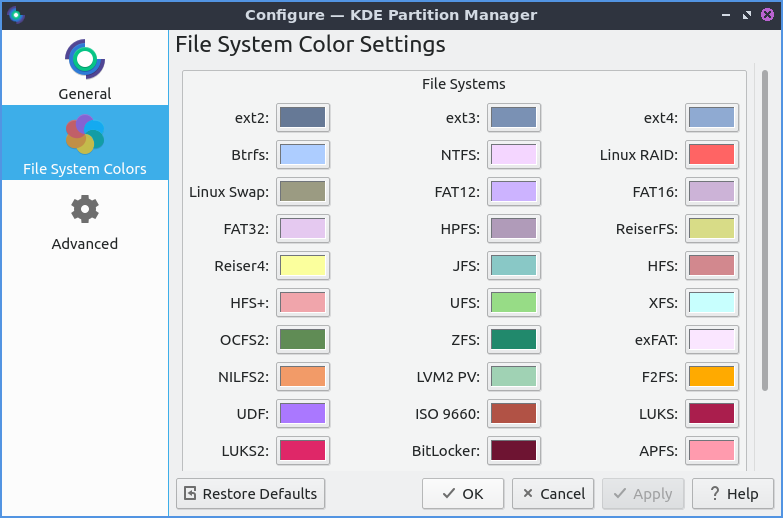 Configure — KDE Partition Manager
General
File System Colors
Advanced
File System Color Settings
File Systems
ext2: ext3: ext4:
Btrfs: NTFS: Linux RAID:
Linux Swap: FAT12: FAT16:
FAT32: HPFS: ReiserFS:
Reiser4: JFS: HFS:
HFS+: UFS: XFS:
OCFS2: ZFS: exFAT:
NILFS2: LVM2 PV: F2FS:
UDF: ISO 9660: LUKS:
LUKS2: BitLocker: APFS:
Restore Defaults OK Cancel Apply ? Help